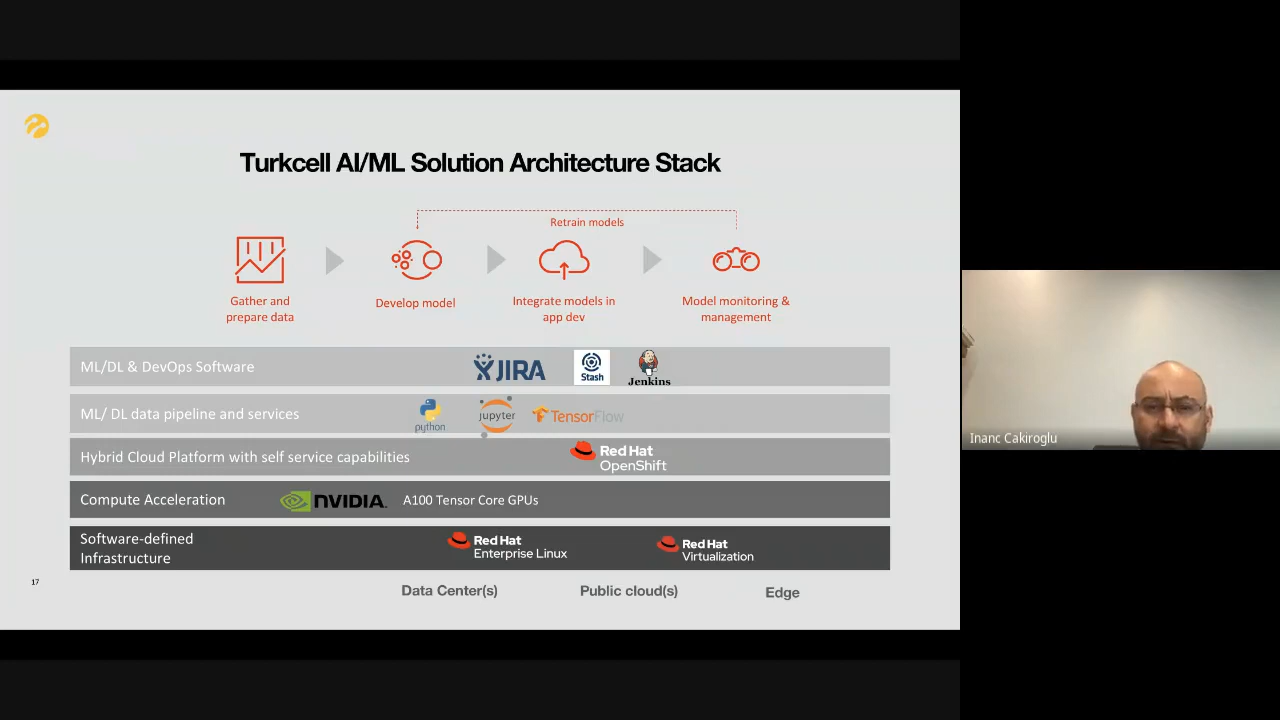 Turkcell AI/ML Solution Architecture Stack
Retrain models
Gather and
prepare data
Develop model
Integrate models in
app dev
Model monitoring &
management
ML/DL & DevOps Software
JIRA
Stash
Jenkins
ML/ DL data pipeline and services
python
jupyter
TensorFlow
Hybrid Cloud Platform with self service capabilities
Red Hat
OpenShift
Compute Acceleration
NVIDIA.
A100 Tensor Core GPUs
Software-defined
Infrastructure
Red Hat
Enterprise Linux
Red Hat
Virtualization
Data Center(s)
Public cloud(s)
Edge
17
Inanc Cakiroglu